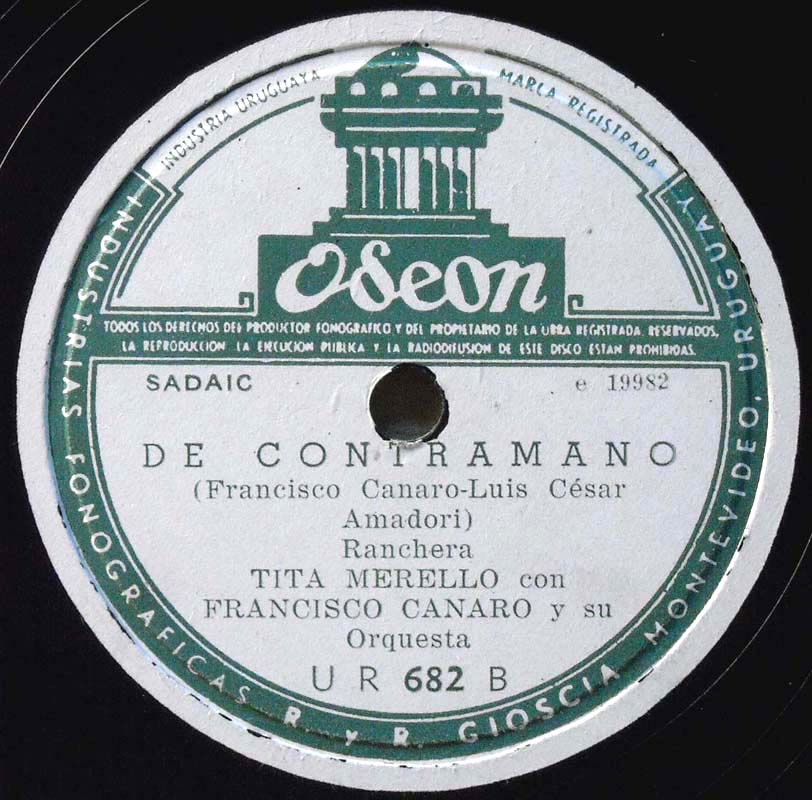 INDUSTRIA URUGUAYA
MARCA REGISTRADA
Odeon
TODOS LOS DERECHOS DEL PRODUCTOR FONOGRAFICO Y DEL PROPIETARIO DE LA OBRA REGISTRADA, RESERVADOS,
LA REPRODUCCION LA EJECUCION PUBLICA Y LA RADIODIFUSION DE ESTE DISCO ESTAN PROHIBIDAS.
SADAIC
e 19982
DE CONTRAMANO
(Francisco Canaro-Luis César
Amadori)
Ranchera
TITA MERELLO con
FRANCISCO CANARO y su
Orquesta
UR 682 B
INDUSTRIAS FONOGRAFICAS R. y R. GIOSCIA MONTEVIDEO, URUGUAY